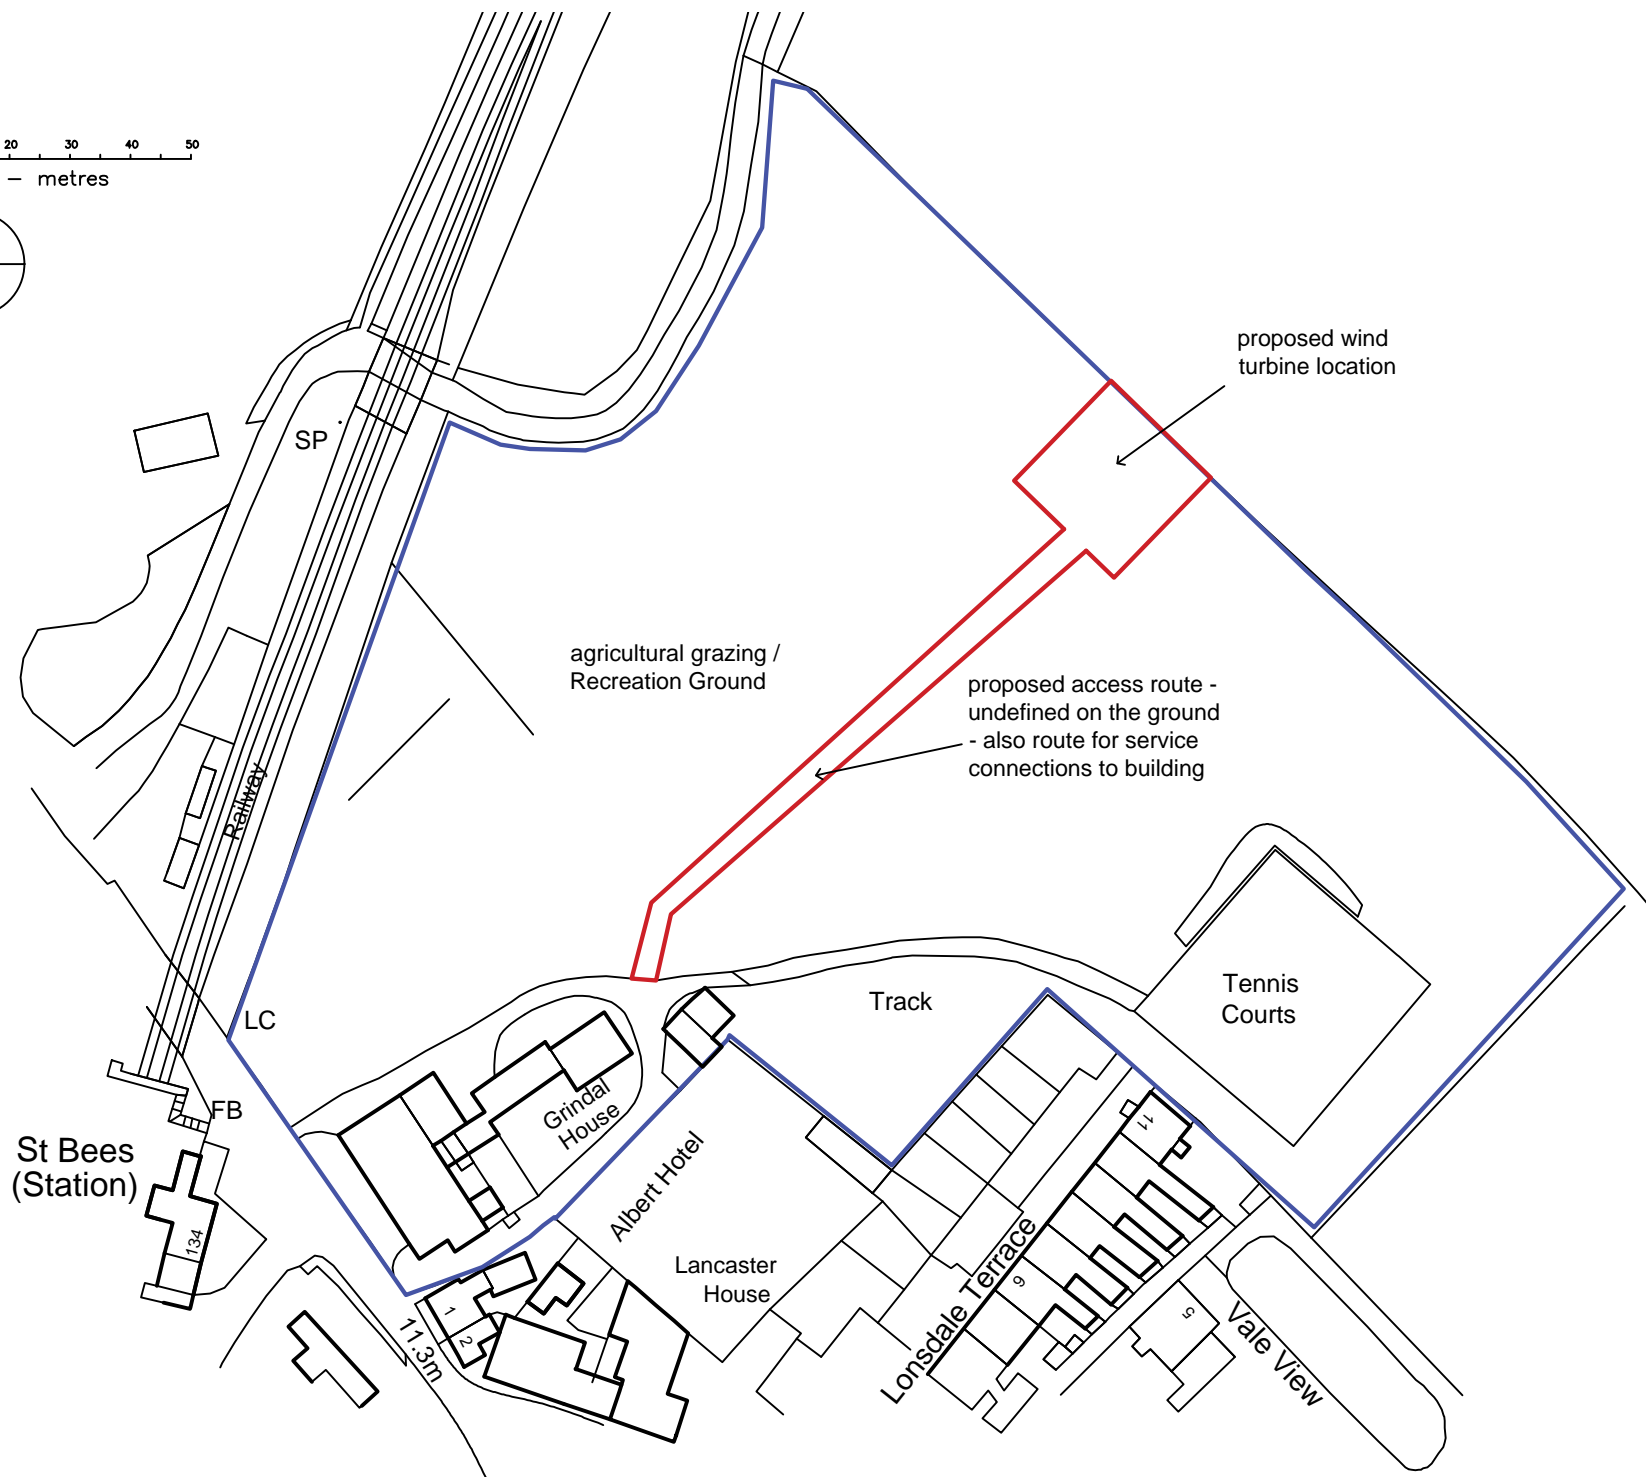 20 30 40 50
– metres
proposed wind
turbine location
SP
agricultural grazing /
Recreation Ground
proposed access route -
undefined on the ground
- also route for service
connections to building
Railway
LC
Track
Tennis
Courts
FB
Grindal
House
St Bees
(Station)
134
Albert Hotel
Lancaster
House
11
Lonsdale Terrace
9
5
Vale View
1
2
11.3m